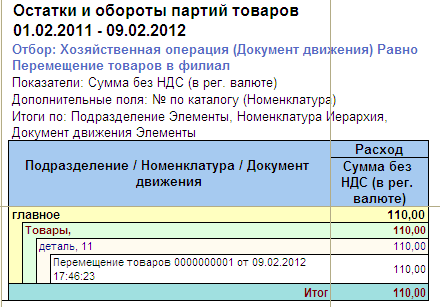 Остатки и обороты партий товаров
01.02.2011 - 09.02.2012
Отбор: Хозяйственная операция (Документ движения) Равно
Перемещение товаров в филиал
Показатели: Сумма без НДС (в рег. валюте)
Дополнительные поля: № по каталогу (Номенклатура)
Итоги по: Подразделение Элементы, Номенклатура Иерархия,
Документ движения Элементы
Подразделение / Номенклатура / Документ
движения
Расход
Сумма без
НДС (в рег.
валюте)
главное 110,00
Товары, 110,00
деталь, 11 110,00
Перемещение товаров 0000000001 от 09.02.2012
17:46:23 110,00
Итог 110,00